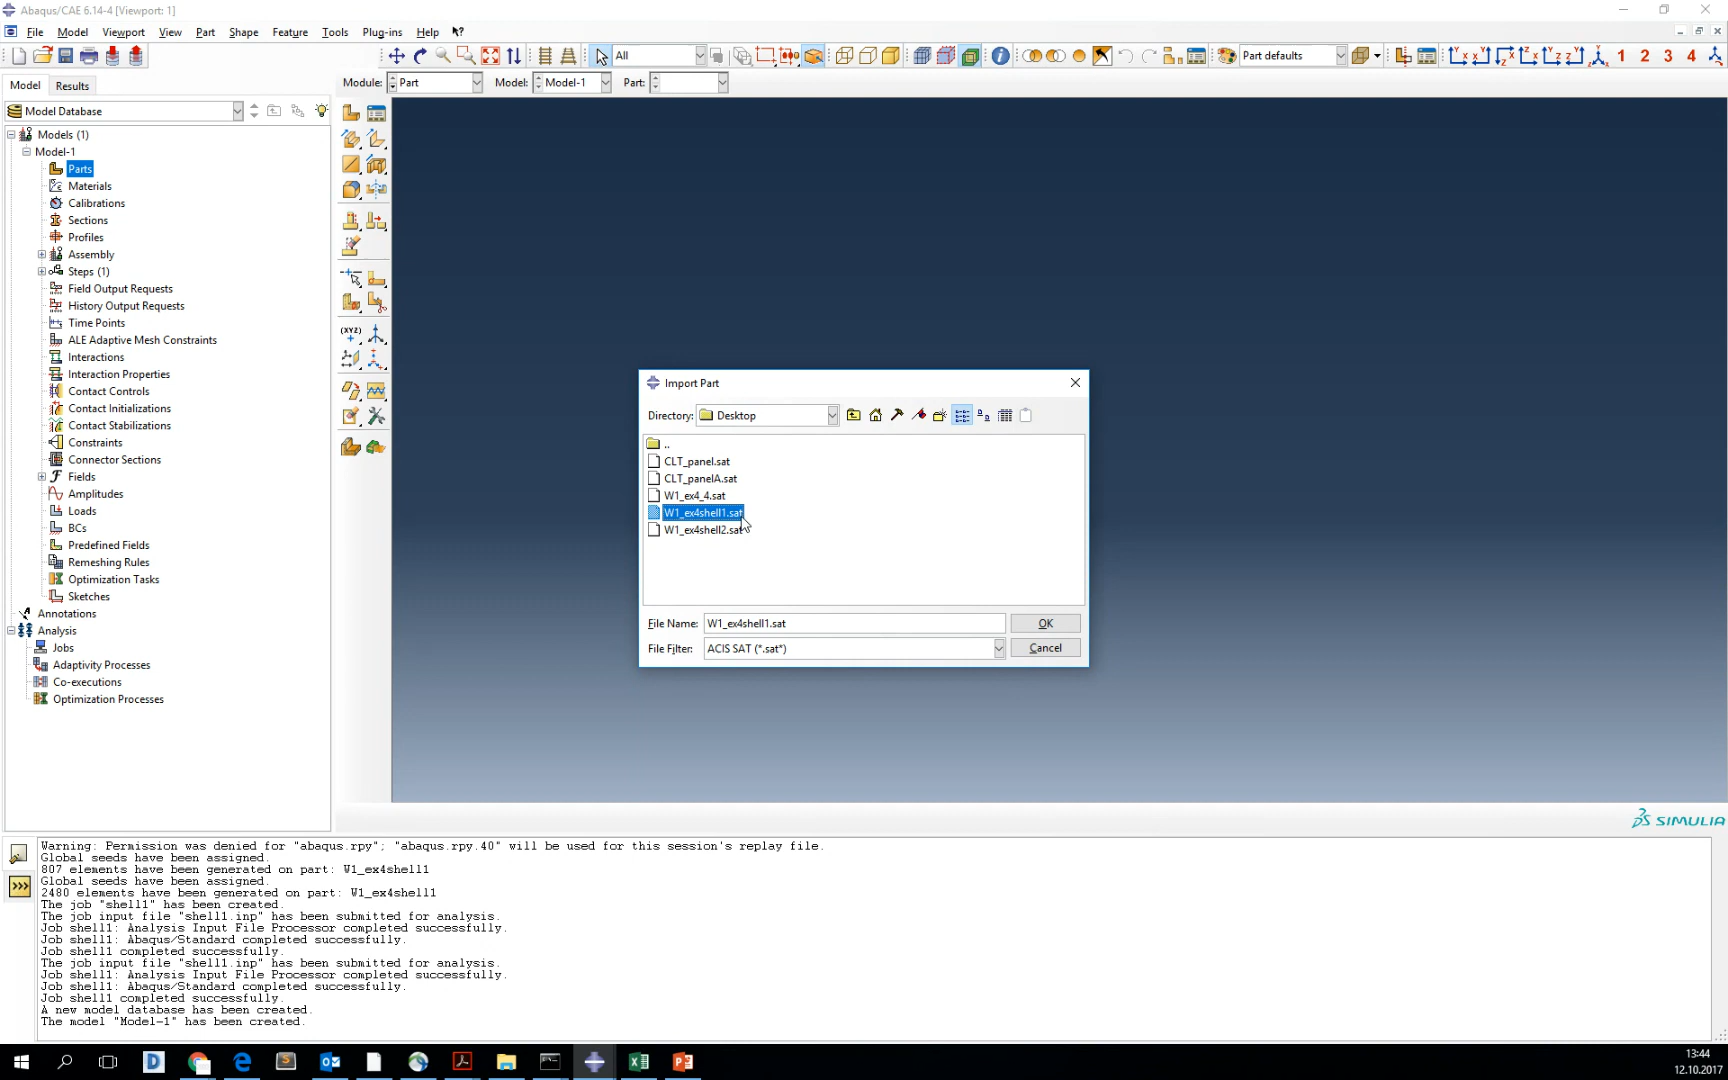 Abaqus/CAE 6.14-4 [Viewport: 1]
File Model Viewport View Part Shape Feature Tools Plug-ins Help
All Part defaults 1 2 3 4
Model Results Module: Part Model: Model-1 Part:
Model Database
Models (1)
Model-1
Parts
Materials
Calibrations
Sections
Profiles
Assembly
Steps (1)
Field Output Requests
History Output Requests
Time Points
ALE Adaptive Mesh Constraints
Interactions
Interaction Properties
Contact Controls
Contact Initializations
Contact Stabilizations
Constraints
Connector Sections
Fields
Amplitudes
Loads
BCs
Predefined Fields
Remeshing Rules
Optimization Tasks
Sketches
Annotations
Analysis
Jobs
Adaptivity Processes
Co-executions
Optimization Processes
(XYZ)
Import Part
Directory: Desktop
..
CLT_panel.sat
CLT_panelA.sat
W1_ex4_4.sat
W1_ex4shell1.sat
W1_ex4shell2.sat
File Name: W1_ex4shell1.sat OK
File Filter: ACIS SAT (*.sat*) Cancel
SIMULIA
Warning: Permission was denied for "abaqus.rpy"; "abaqus.rpy.40" will be used for this session's replay file.
Global seeds have been assigned.
807 elements have been generated on part: W1_ex4shell1
Global seeds have been assigned.
2480 elements have been generated on part: W1_ex4shell1
The job "shell1" has been created.
The job input file "shell1.inp" has been submitted for analysis.
Job shell1: Analysis Input File Processor completed successfully.
Job shell1: Abaqus/Standard completed successfully.
Job shell1 completed successfully.
The job input file "shell1.inp" has been submitted for analysis.
Job shell1: Analysis Input File Processor completed successfully.
Job shell1: Abaqus/Standard completed successfully.
Job shell1 completed successfully.
A new model database has been created.
The model "Model-1" has been created.
13:44
12.10.2017